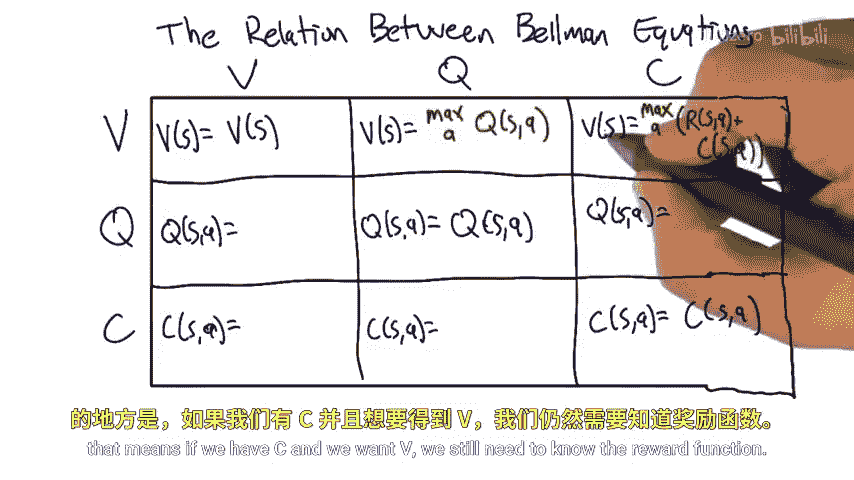 The Relation Between Bellman Equations
bilibili
V Q C
V V(s)= V(s) V(s)= max a Q(s,a) V(s)= max a (R(s,a)+
C(s,a))
Q Q(s,a)= Q(s,a)= Q(s,a) Q(s,a)=
C C(s,a)= C(s,a)= C(s,a)= C(s,a)
的地方是，如果我们有 C 并且想要得到 V，我们仍然需要知道奖励函数。
that means if we have C and we want V, we still need to know the reward function.